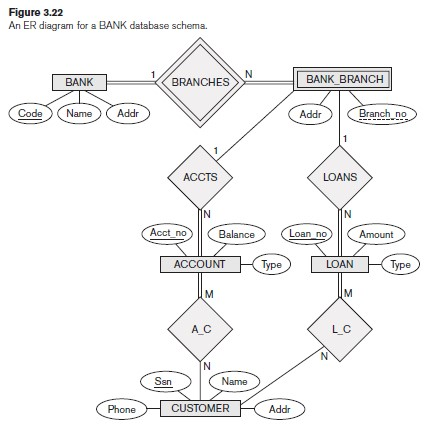 Figure 3.22
An ER diagram for a BANK database schema.
BANK
1
BRANCHES
N
BANK_BRANCH
Code
Name
Addr
Addr
Branch_no
1
1
ACCTS
LOANS
N
N
Acct_no
Balance
Loan_no
Amount
ACCOUNT
Type
LOAN
Type
M
M
A_C
L_C
N
N
Ssn
Name
Phone
CUSTOMER
Addr